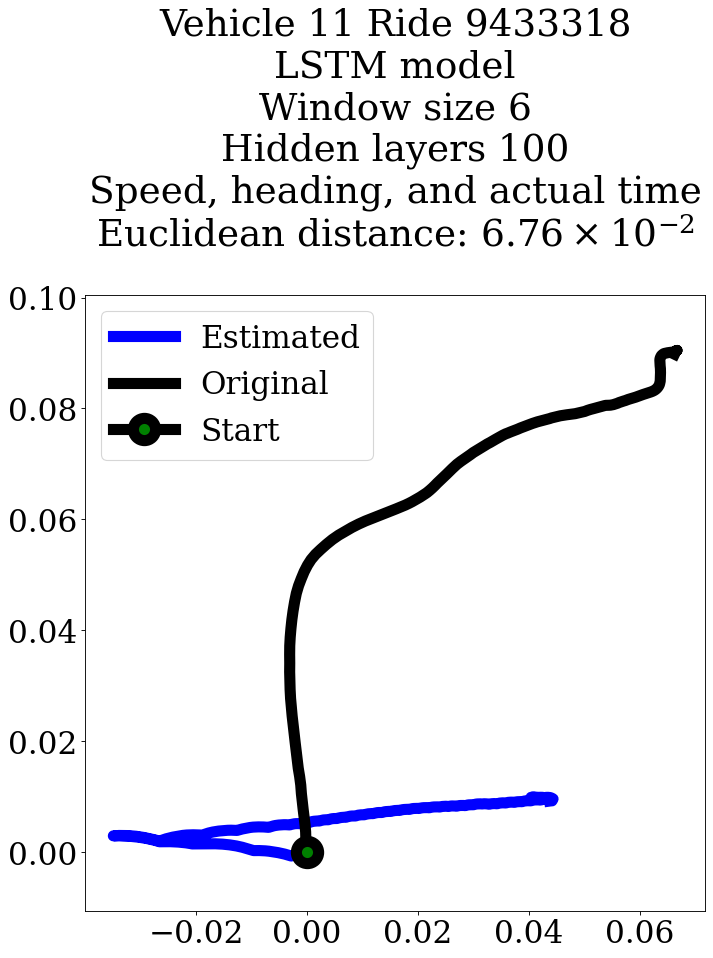 Vehicle 11 Ride 9433318
LSTM model
Window size 6
Hidden layers 100
Speed, heading, and actual time
Euclidean distance: 6.76 × 10⁻²
0.10
0.08
0.06
0.04
0.02
0.00
Estimated
Original
Start
−0.02 0.00 0.02 0.04 0.06